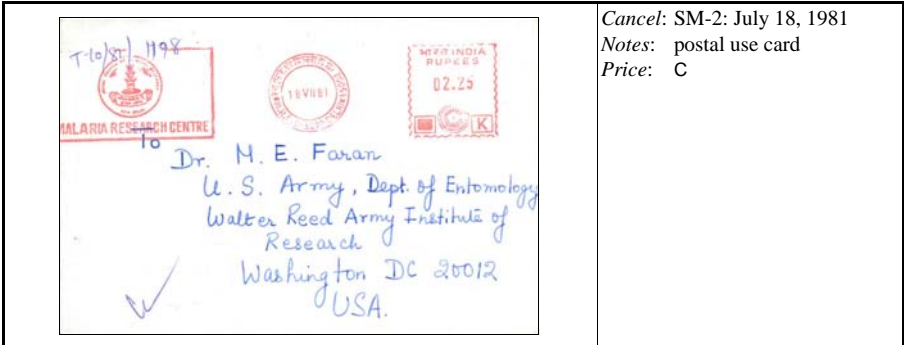 T-10/81/ 1198
MALARIA RESEARCH CENTRE
18 VII 81
INDIA
RUPEES
02.25
K
To
Dr. M. E. Faran
U. S. Army, Dept. of Entomology
Walter Reed Army Institute of
Research
Washington DC 20012
USA.
Cancel: SM-2: July 18, 1981
Notes: postal use card
Price: C